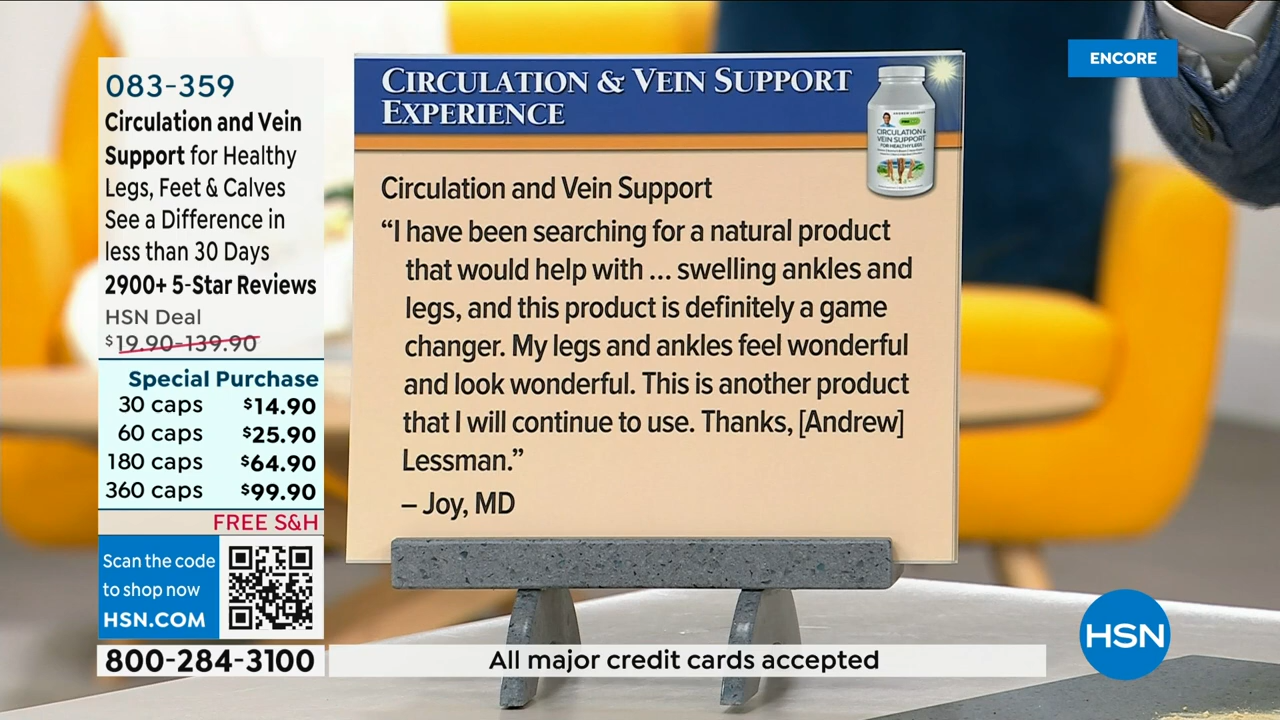 083-359
Circulation and Vein
Support for Healthy
Legs, Feet & Calves
See a Difference in
less than 30 Days
2900+ 5-Star Reviews
HSN Deal
$19.90-139.90
Special Purchase
30 caps $14.90
60 caps $25.90
180 caps $64.90
360 caps $99.90
FREE S&H
Scan the code
to shop now
HSN.COM
800-284-3100
All major credit cards accepted
ENCORE
CIRCULATION & VEIN SUPPORT
EXPERIENCE
CIRCULATION &
VEIN SUPPORT
FOR HEALTHY LEGS
Circulation and Vein Support
“I have been searching for a natural product
that would help with ... swelling ankles and
legs, and this product is definitely a game
changer. My legs and ankles feel wonderful
and look wonderful. This is another product
that I will continue to use. Thanks, [Andrew]
Lessman.”
– Joy, MD
HSN